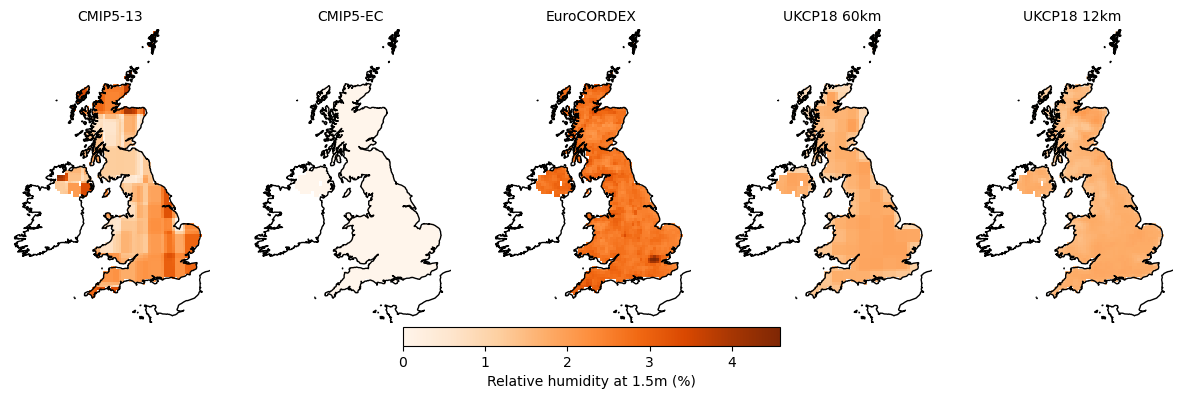 CMIP5-13 CMIP5-EC EuroCORDEX UKCP18 60km UKCP18 12km
0 1 2 3 4
Relative humidity at 1.5m (%)